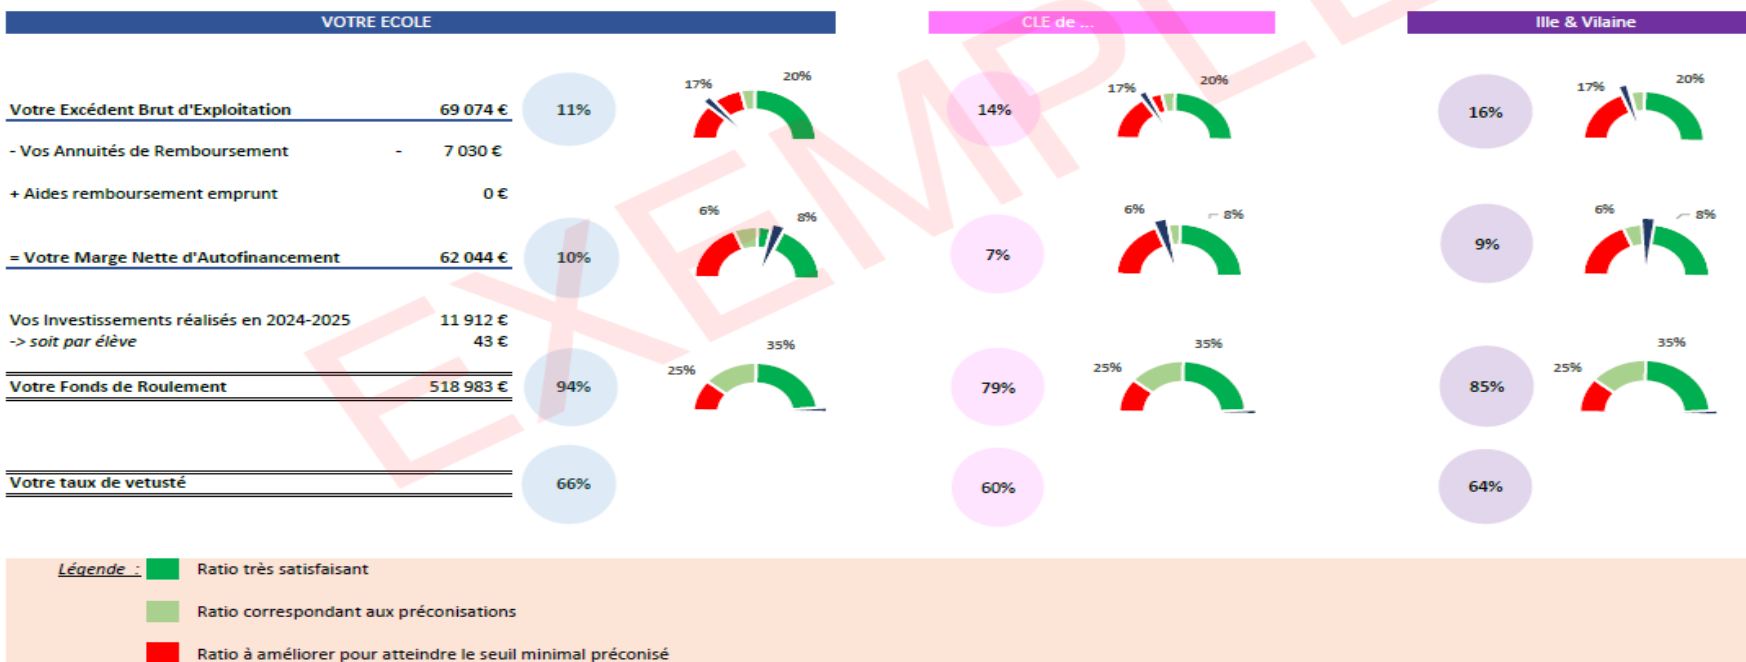 VOTRE ECOLE CLE de ... Ille & Vilaine
17% 20% 17% 20% 17% 20%
Votre Excédent Brut d'Exploitation 69 074 € 11% 14% 16%
- Vos Annuités de Remboursement - 7 030 €
+ Aides remboursement emprunt 0 €
6% 8% 6% 8% 6% 8%
= Votre Marge Nette d'Autofinancement 62 044 € 10% 7% 9%
Vos Investissements réalisés en 2024-2025 11 912 €
-> soit par élève 43 €
25% 35% 25% 35% 25% 35%
Votre Fonds de Roulement 518 983 € 94% 79% 85%
Votre taux de vetusté 66% 60% 64%
Légende : Ratio très satisfaisant
Ratio correspondant aux préconisations
Ratio à améliorer pour atteindre le seuil minimal préconisé
EXEMPLE